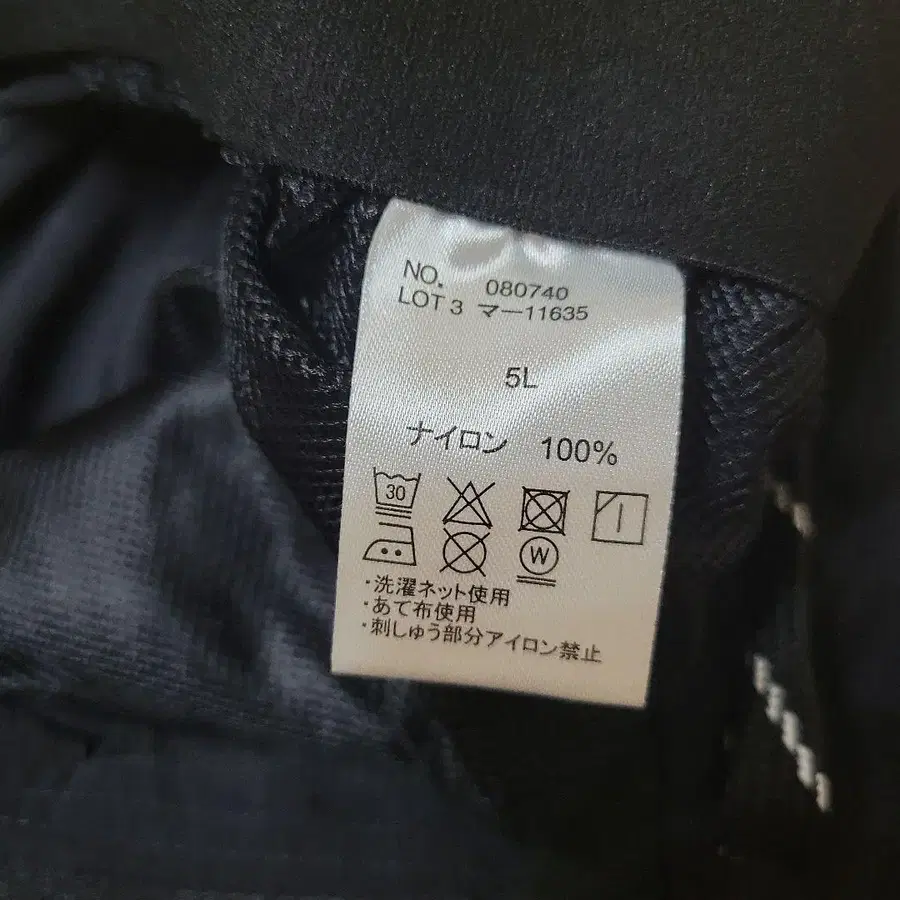 NO. 080740
LOT 3 マー11635
5L
ナイロン 100%
30
W
・洗濯ネット使用
・あて布使用
・刺しゅう部分アイロン禁止